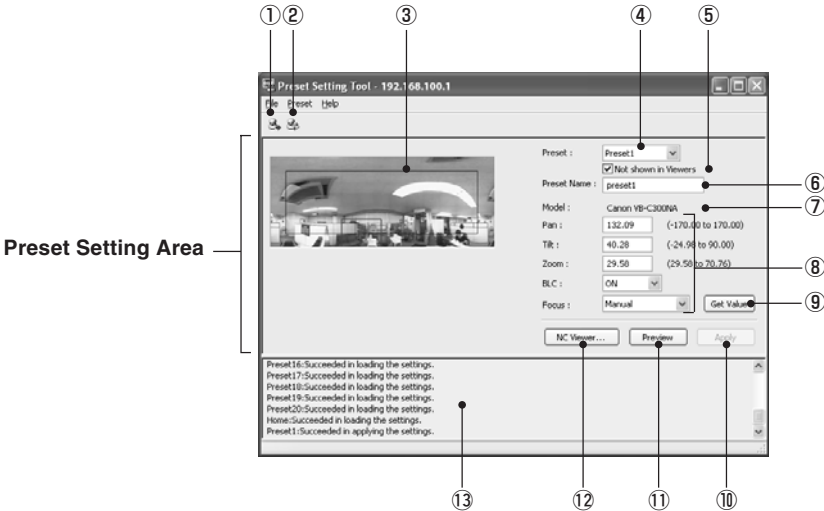 ① ② ③ ④ ⑤
Preset Setting Tool - 192.168.100.1
File Preset Help
Preset : Preset1
Not shown in Viewers
Preset Name : preset1 ⑥
Model : Canon VB-C300NA ⑦
Pan : 132.09 (-170.00 to 170.00)
Preset Setting Area
Tilt : 40.28 (-24.98 to 90.00)
Zoom : 29.58 (29.58 to 70.76) ⑧
BLC : ON
Focus : Manual Get Value ⑨
NC Viewer... Preview Apply
Preset16:Succeeded in loading the settings.
Preset17:Succeeded in loading the settings.
Preset18:Succeeded in loading the settings.
Preset19:Succeeded in loading the settings.
Preset20:Succeeded in loading the settings.
Home:Succeeded in loading the settings.
Preset1:Succeeded in applying the settings.
⑬ ⑫ ⑪ ⑩